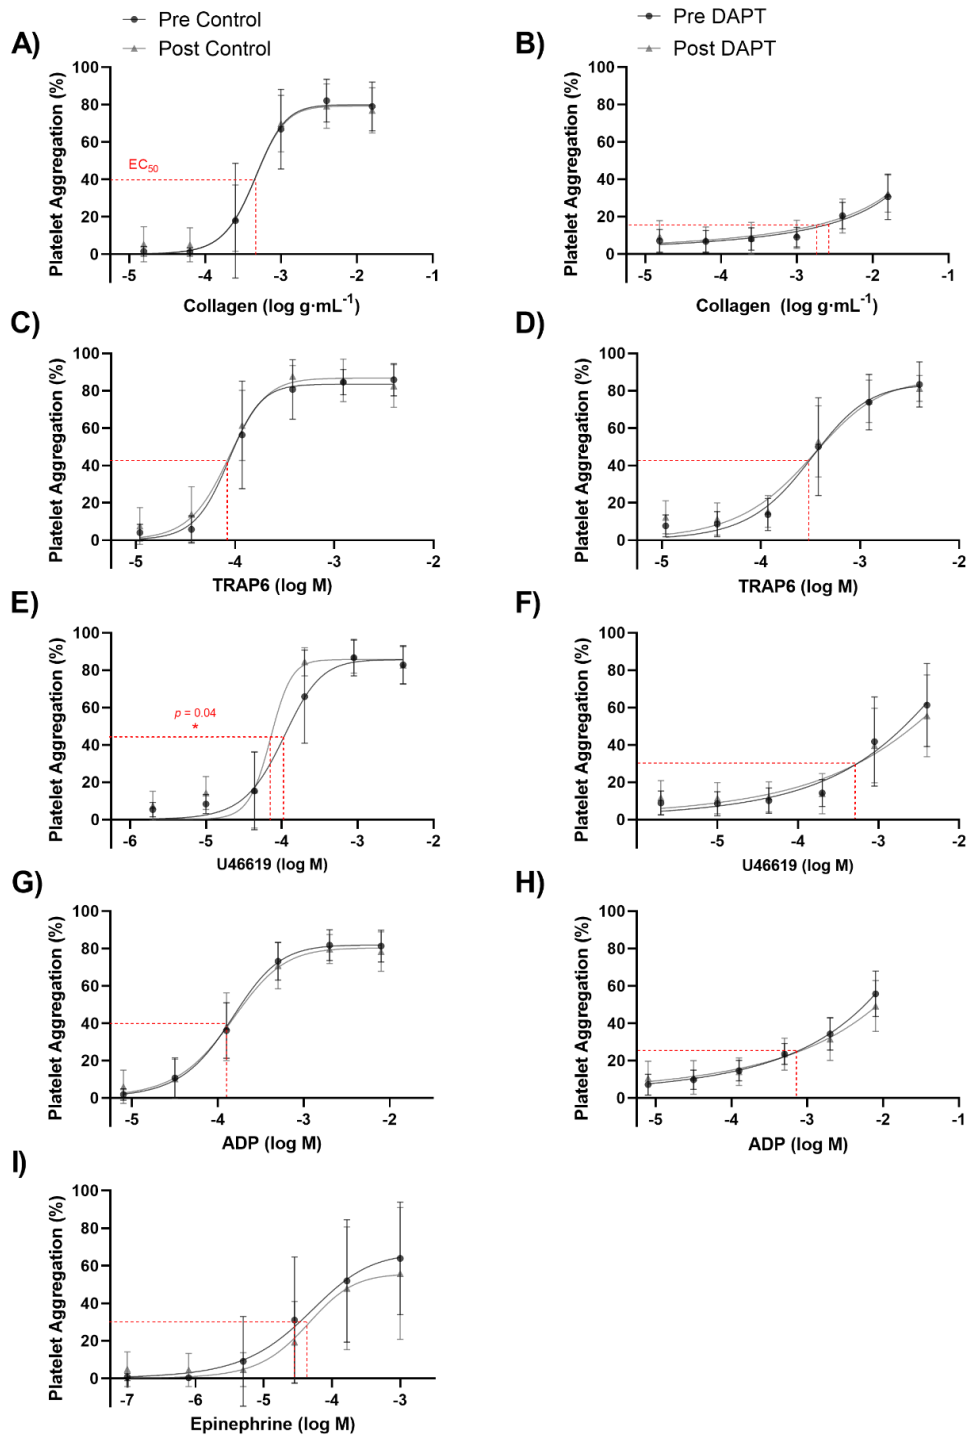 Pre Control
Post Control
Pre DAPT
Post DAPT
A)
Platelet Aggregation (%)
100
80
60
40
20
0
EC50
-5 -4 -3 -2 -1
Collagen (log g·mL-1)
B)
Platelet Aggregation (%)
100
80
60
40
20
0
-5 -4 -3 -2 -1
Collagen (log g·mL-1)
C)
Platelet Aggregation (%)
100
80
60
40
20
0
-5 -4 -3 -2
TRAP6 (log M)
D)
Platelet Aggregation (%)
100
80
60
40
20
0
-5 -4 -3 -2
TRAP6 (log M)
E)
Platelet Aggregation (%)
100
80
60
40
20
0
p = 0.04
*
-6 -5 -4 -3 -2
U46619 (log M)
F)
Platelet Aggregation (%)
100
80
60
40
20
0
-5 -4 -3 -2
U46619 (log M)
G)
Platelet Aggregation (%)
100
80
60
40
20
0
-5 -4 -3 -2
ADP (log M)
H)
Platelet Aggregation (%)
100
80
60
40
20
0
-5 -4 -3 -2 -1
ADP (log M)
I)
Platelet Aggregation (%)
100
80
60
40
20
0
-7 -6 -5 -4 -3
Epinephrine (log M)